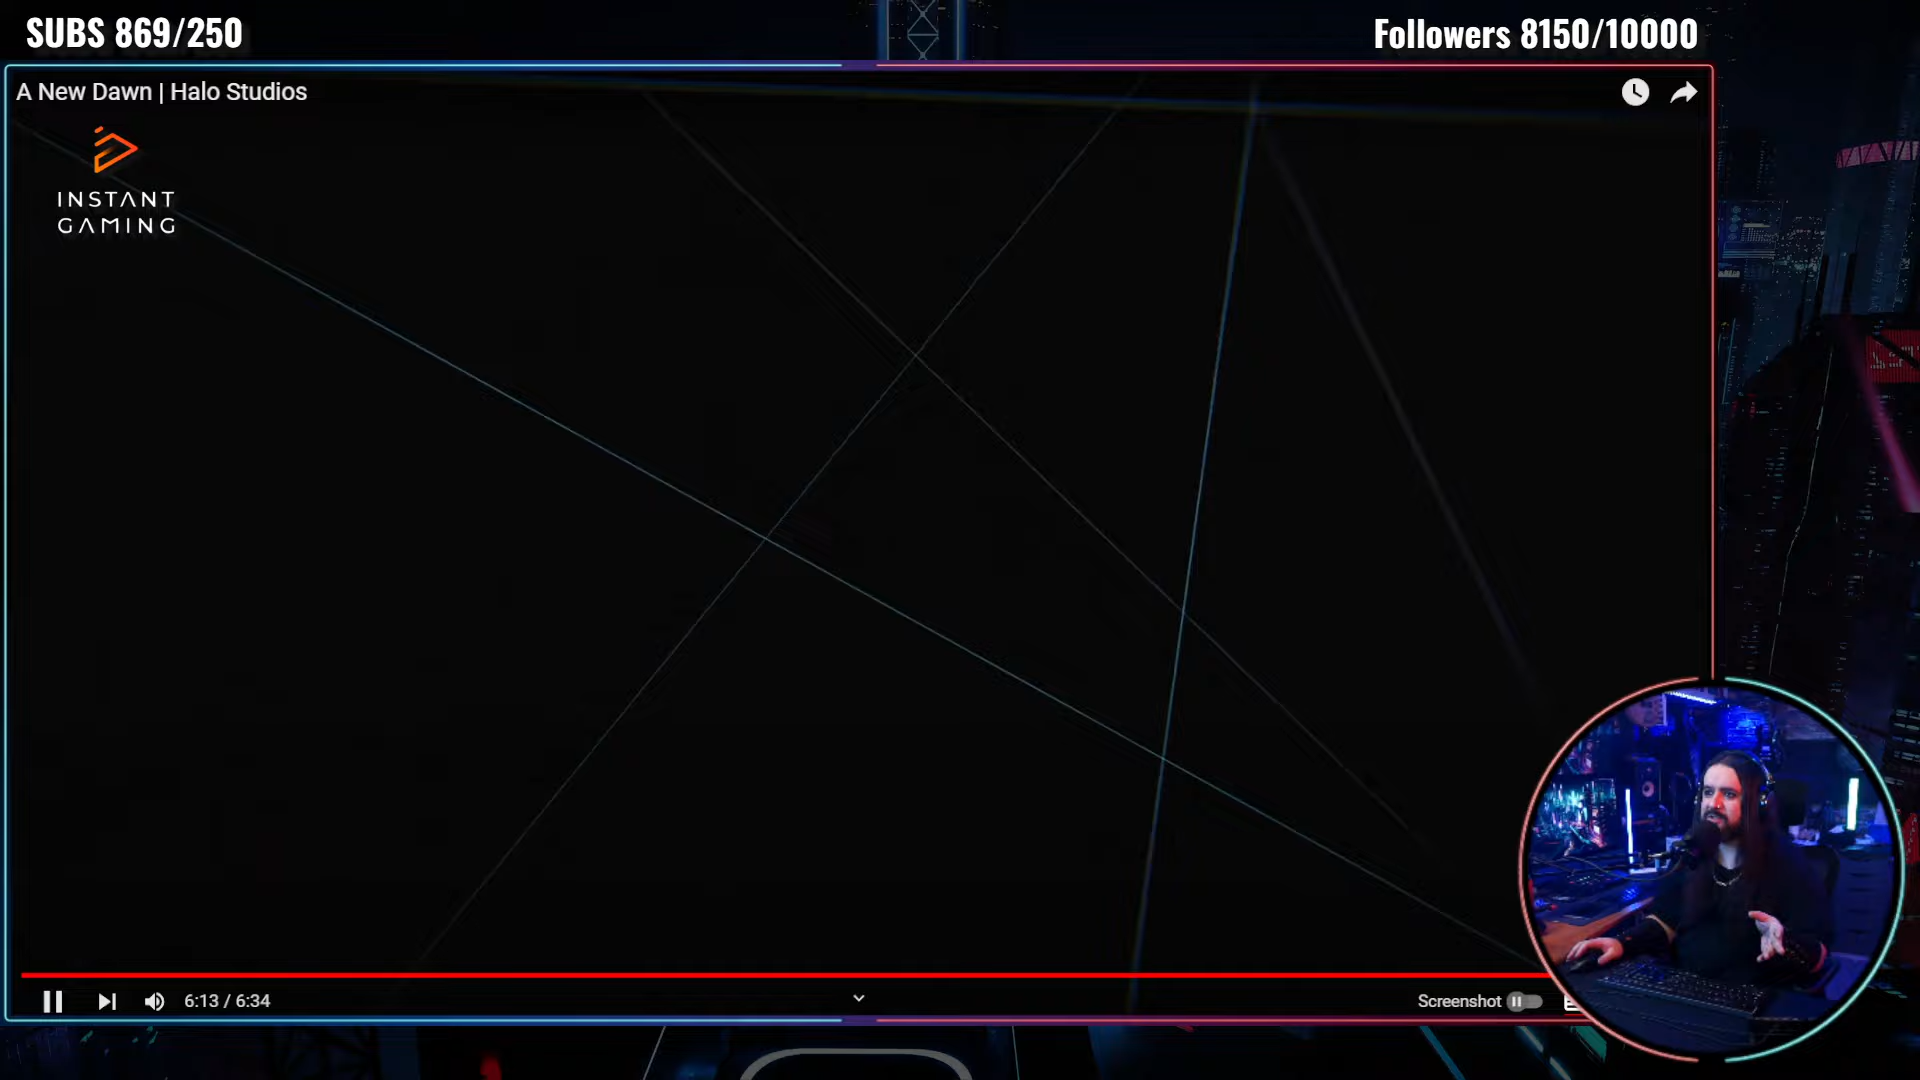 SUBS 869/250
Followers 8150/10000
A New Dawn | Halo Studios
INSTANT
GAMING
6:13 / 6:34
Screenshot